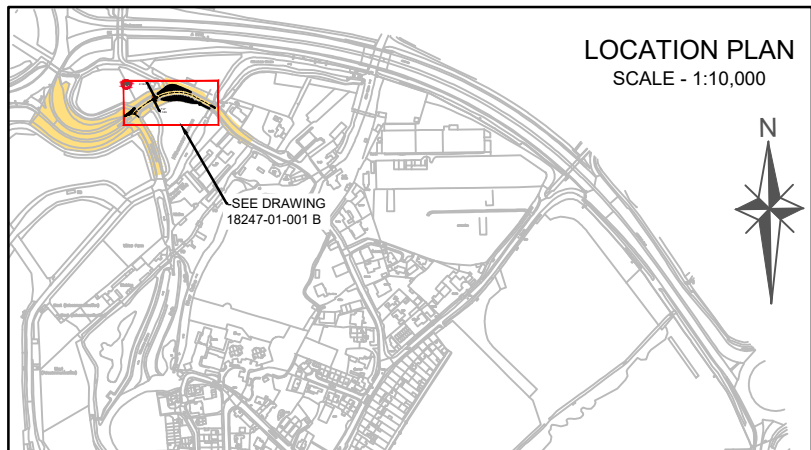 LOCATION PLAN
SCALE - 1:10,000
N
SEE DRAWING
18247-01-001 B